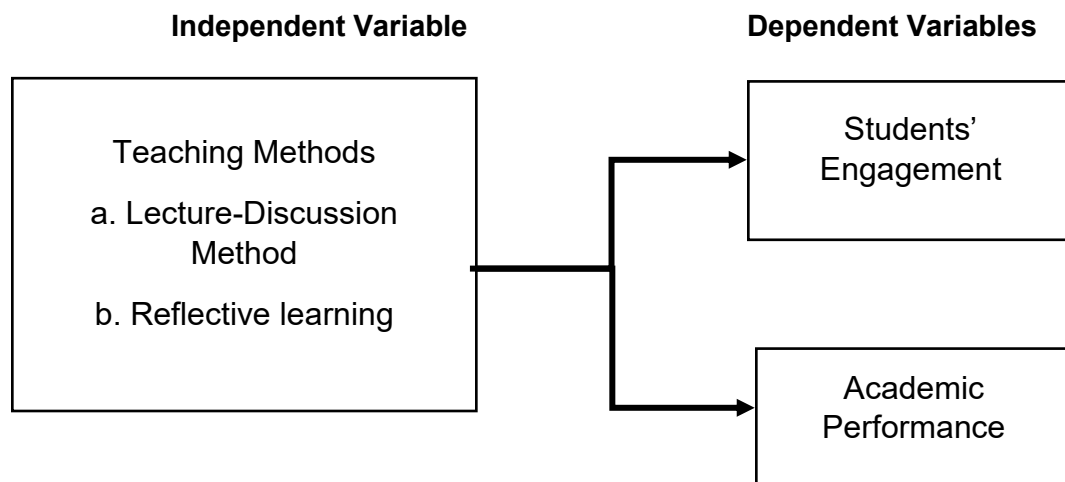 Independent Variable
Dependent Variables
Teaching Methods
a. Lecture-Discussion
Method
b. Reflective learning
Students’
Engagement
Academic
Performance